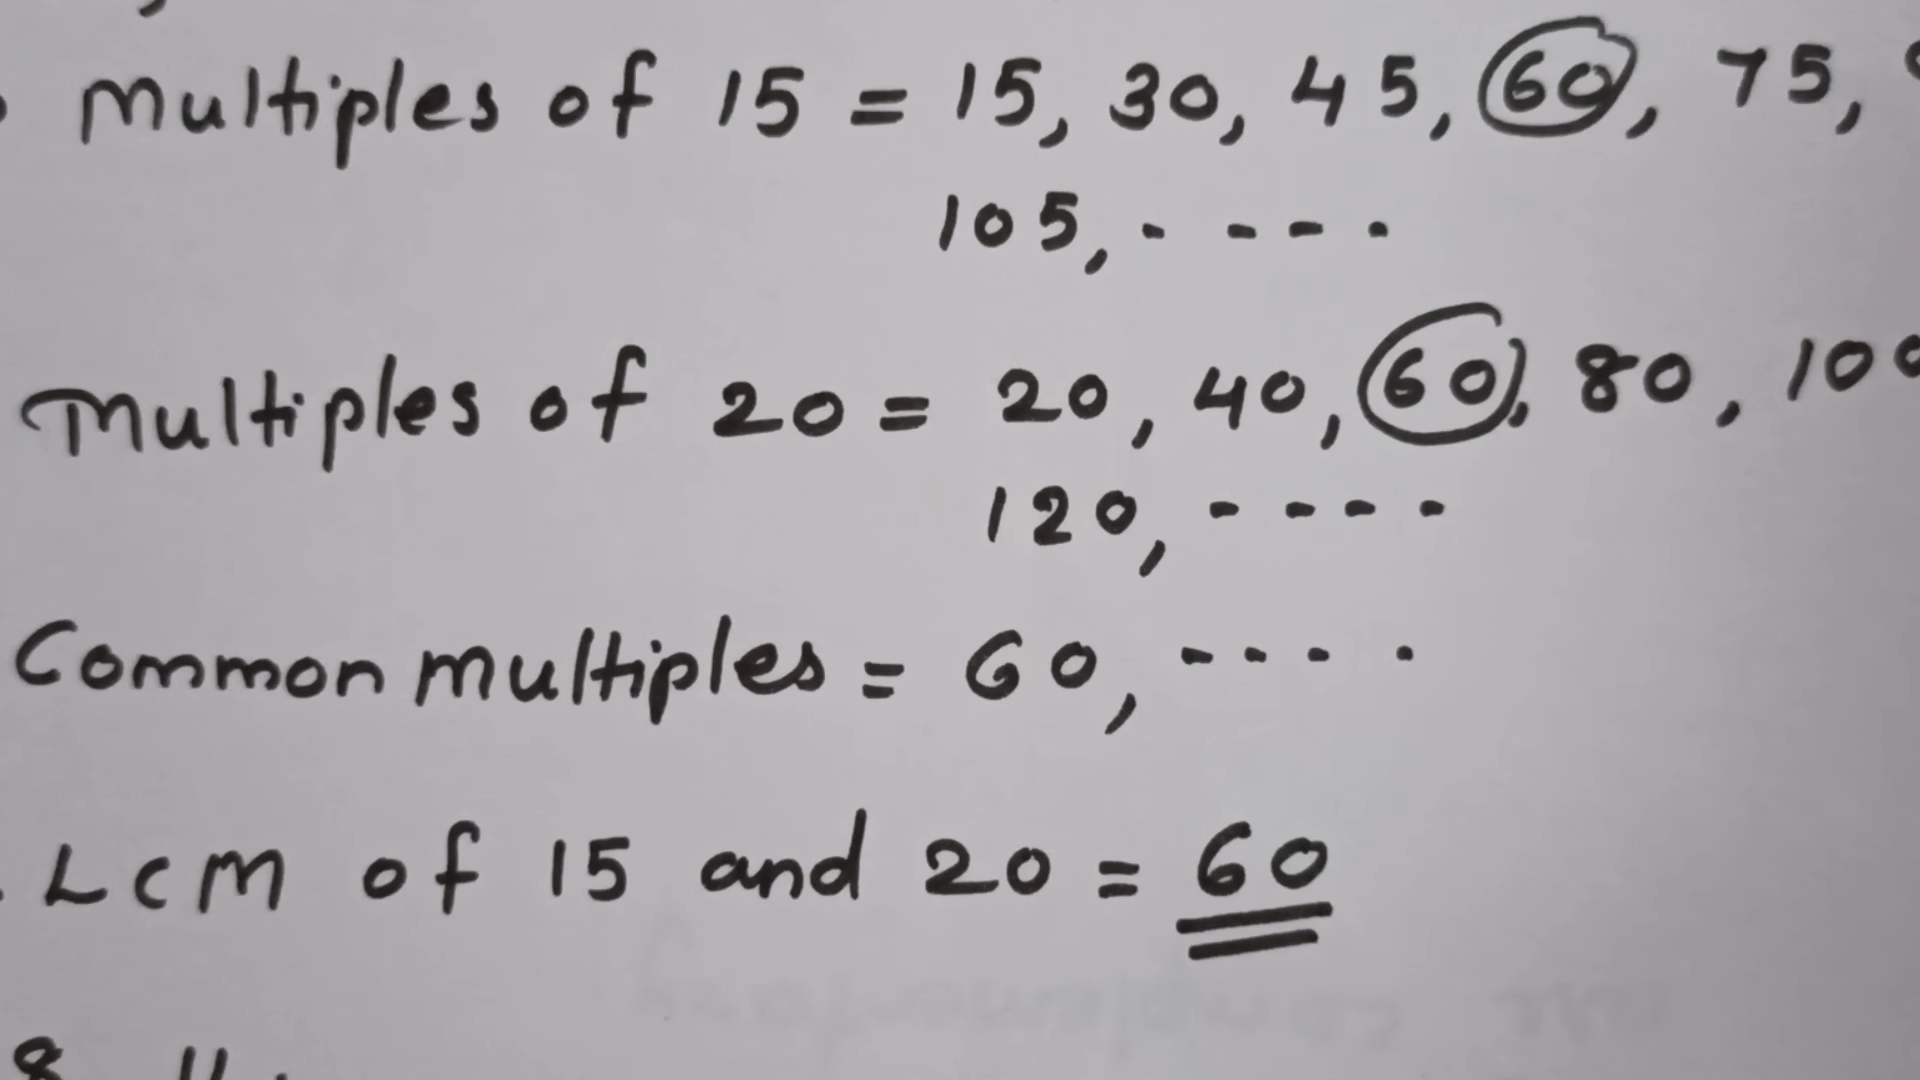 Multiples of 15 = 15, 30, 45, 60, 75,
105, - - - -
Multiples of 20 = 20, 40, 60, 80, 100
120, - - - -
Common multiples = 60, - - - -
LCM of 15 and 20 = 60